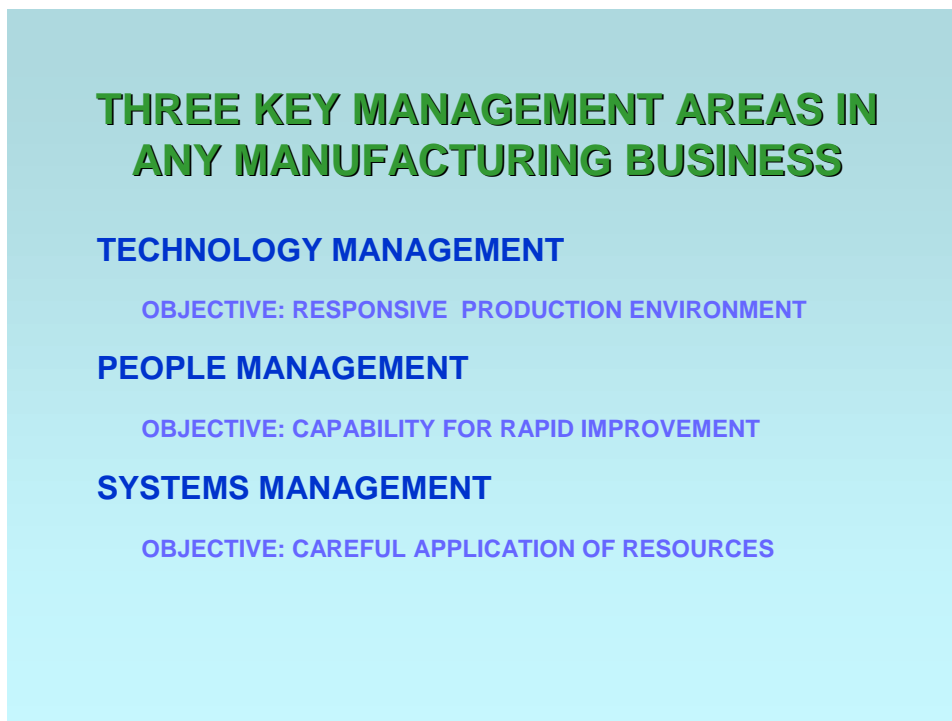 THREE KEY MANAGEMENT AREAS IN
ANY MANUFACTURING BUSINESS
TECHNOLOGY MANAGEMENT
OBJECTIVE: RESPONSIVE  PRODUCTION ENVIRONMENT
PEOPLE MANAGEMENT
OBJECTIVE: CAPABILITY FOR RAPID IMPROVEMENT
SYSTEMS MANAGEMENT
OBJECTIVE: CAREFUL APPLICATION OF RESOURCES